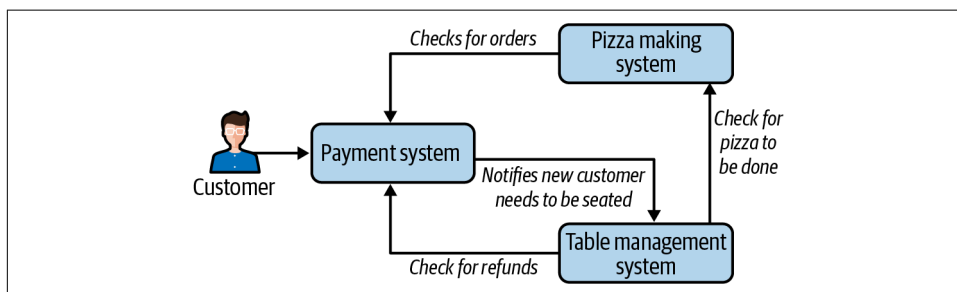 Checks for orders
Pizza making
system
Check for
pizza to
be done
Payment system
Customer
Notifies new customer
needs to be seated
Table management
system
Check for refunds